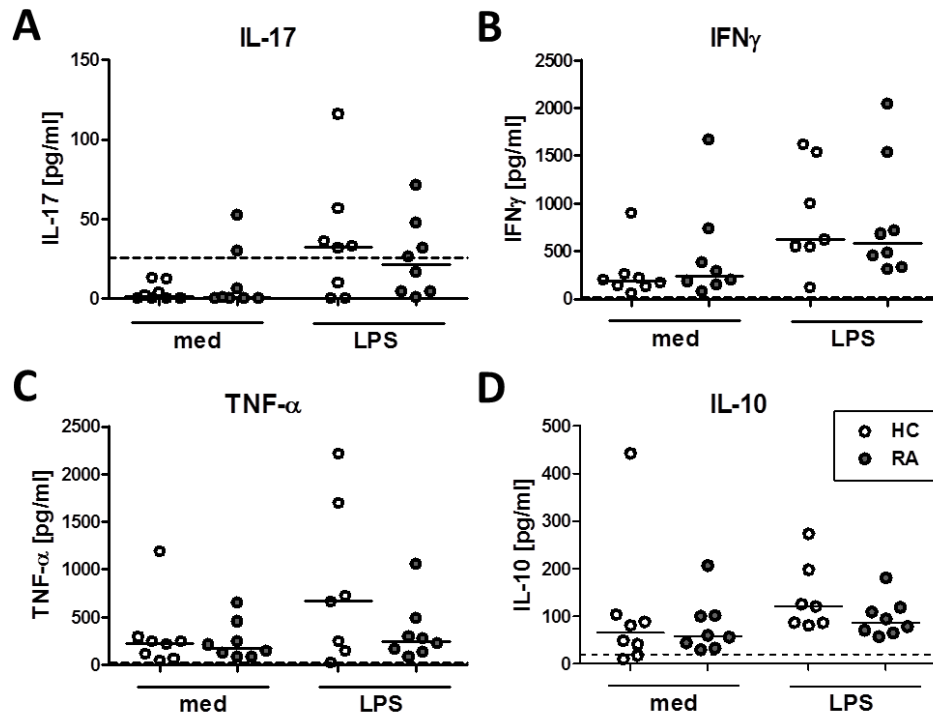 A
IL-17
IL-17 [pg/ml]
150
100
50
0
med
LPS
B
IFNγ
IFNγ [pg/ml]
2500
2000
1500
1000
500
0
med
LPS
C
TNF-α
TNF-α [pg/ml]
2500
2000
1500
1000
500
0
med
LPS
D
IL-10
IL-10 [pg/ml]
500
400
300
200
100
0
med
LPS
HC
RA